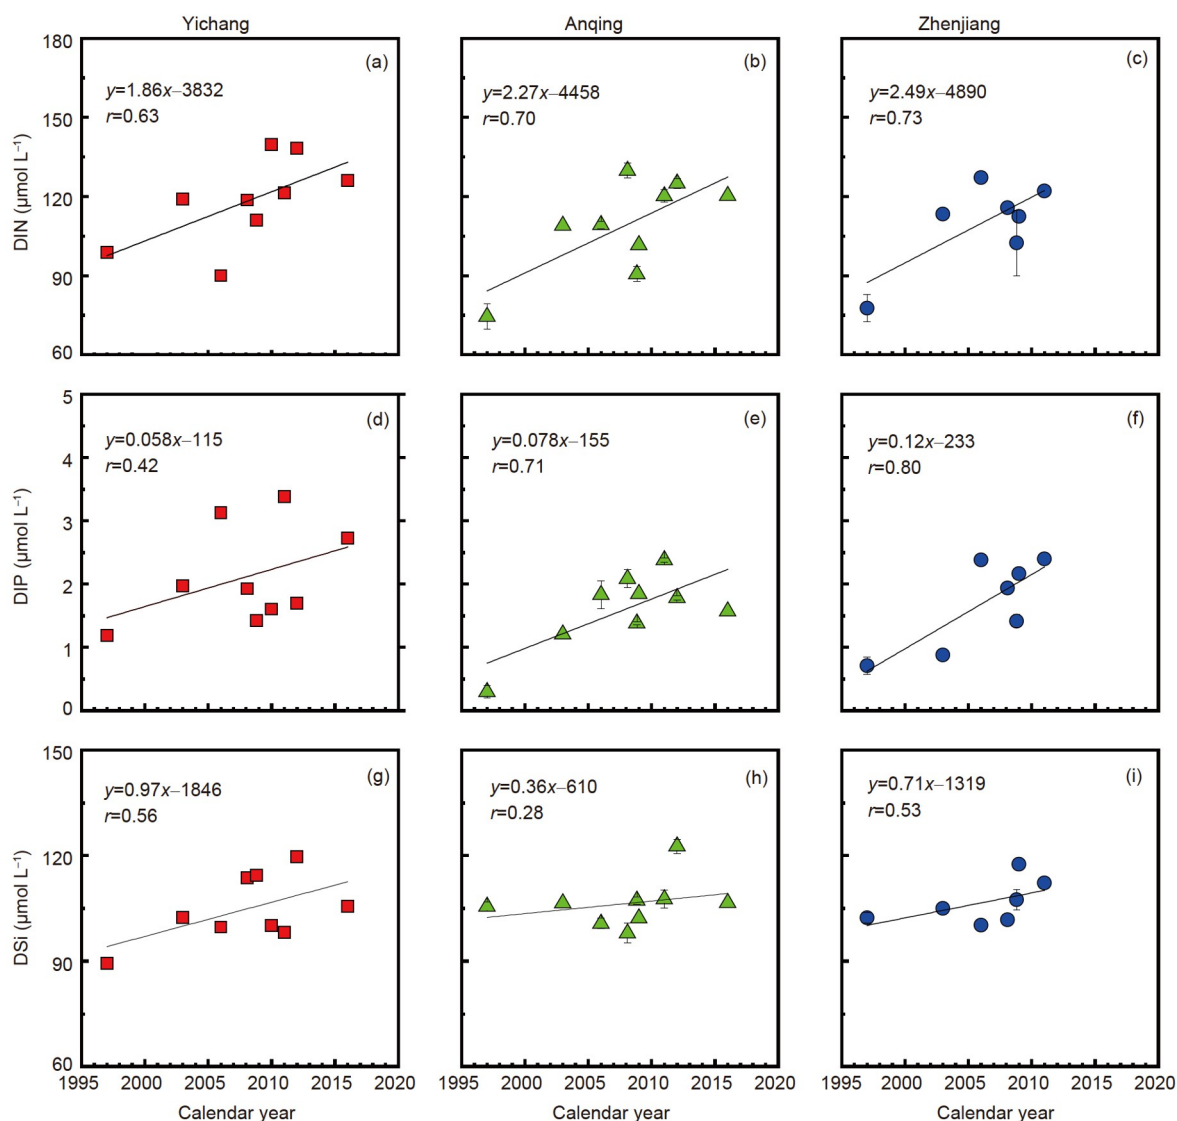 Yichang Anqing Zhenjiang
180
150
120
90
60
DIN (μmol L⁻¹)
(a)
y=1.86x–3832
r=0.63
(b)
y=2.27x–4458
r=0.70
(c)
y=2.49x–4890
r=0.73
5
4
3
2
1
0
DIP (μmol L⁻¹)
(d)
y=0.058x–115
r=0.42
(e)
y=0.078x–155
r=0.71
(f)
y=0.12x–233
r=0.80
150
120
90
60
DSi (μmol L⁻¹)
(g)
y=0.97x–1846
r=0.56
(h)
y=0.36x–610
r=0.28
(i)
y=0.71x–1319
r=0.53
1995 2000 2005 2010 2015 2020
1995 2000 2005 2010 2015 2020
1995 2000 2005 2010 2015 2020
Calendar year
Calendar year
Calendar year